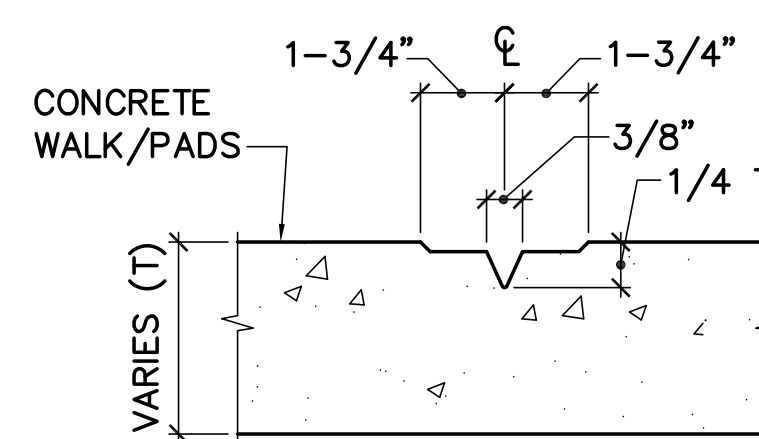 1-3/4" ℄ 1-3/4"
CONCRETE
WALK/PADS
3/8"
1/4
VARIES (T)